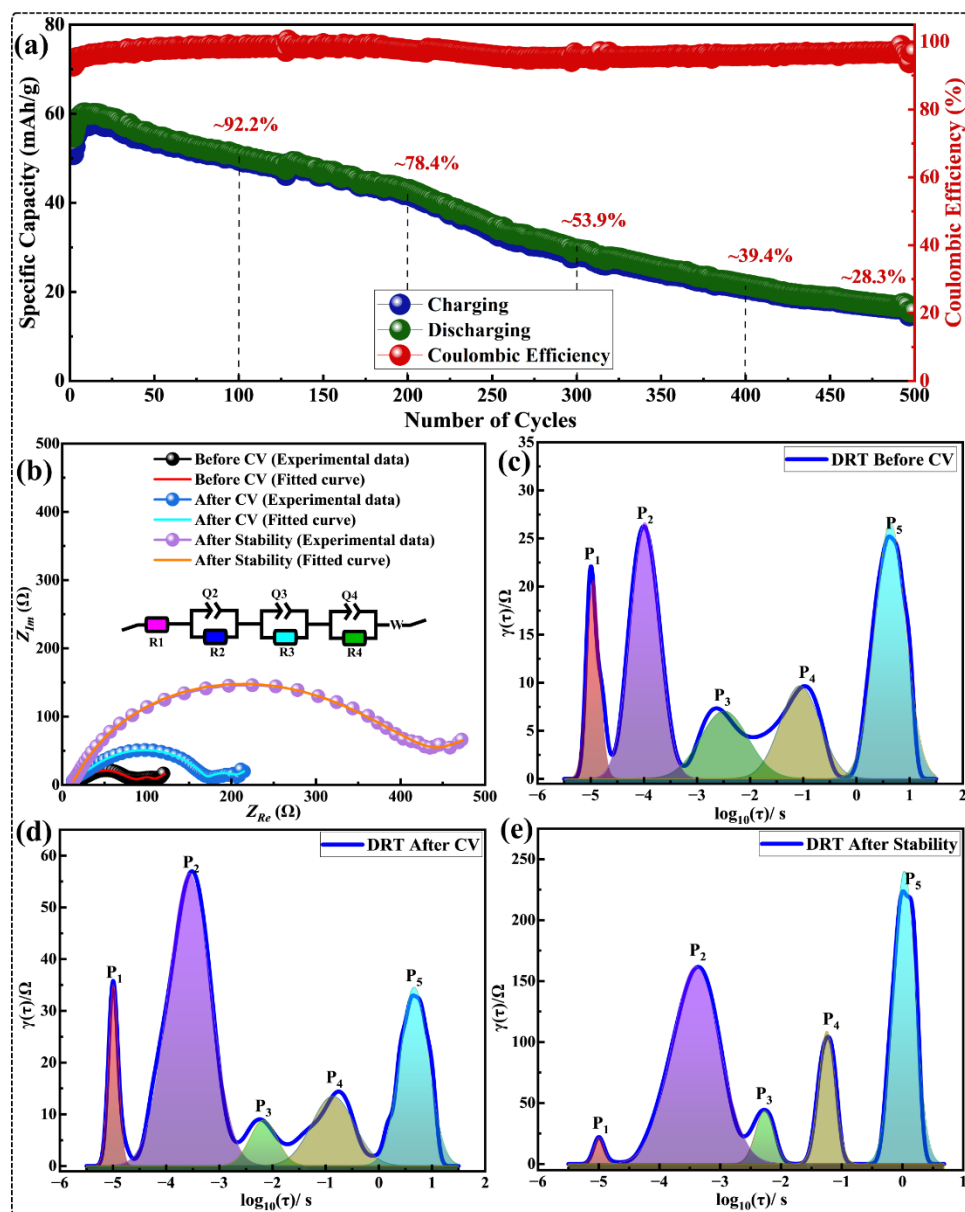 (a)
80
60
40
20
0
Specific Capacity (mAh/g)
100
80
60
40
20
0
Coulombic Efficiency (%)
~92.2%
~78.4%
~53.9%
~39.4%
~28.3%
Charging
Discharging
Coulombic Efficiency
0 50 100 150 200 250 300 350 400 450 500
Number of Cycles
(b)
500
450
400
350
300
250
200
150
100
50
0
Z_Im (Ω)
Before CV (Experimental data)
Before CV (Fitted curve)
After CV (Experimental data)
After CV (Fitted curve)
After Stability (Experimental data)
After Stability (Fitted curve)
Q2 Q3 Q4
W
R1 R2 R3 R4
0 100 200 300 400 500
Z_Re (Ω)
(c)
DRT Before CV
35
30
25
20
15
10
5
0
γ(τ)/Ω
P1 P2 P3 P4 P5
−6 −5 −4 −3 −2 −1 0 1 2
log10(τ)/ s
(d)
DRT After CV
60
50
40
30
20
10
0
γ(τ)/Ω
P1 P2 P3 P4 P5
−6 −5 −4 −3 −2 −1 0 1 2
log10(τ)/ s
(e)
DRT After Stability
250
200
150
100
50
0
γ(τ)/Ω
P1 P2 P3 P4 P5
−6 −5 −4 −3 −2 −1 0 1
log10(τ)/ s